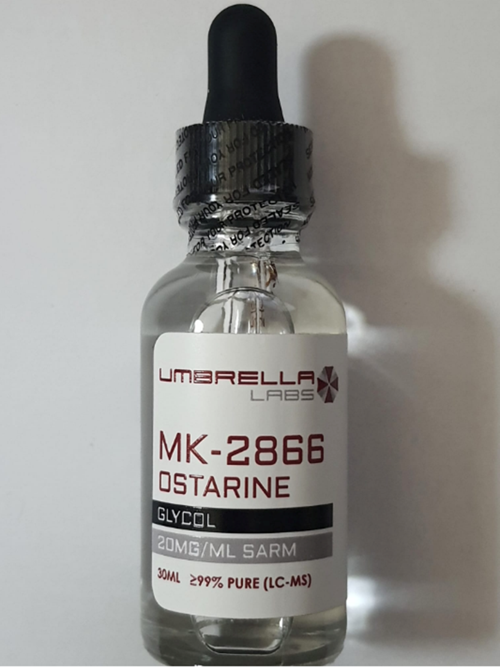 UMBRELLA
LABS
MK-2866
OSTARINE
GLYCOL
20MG/ML SARM
30ML ≥99% PURE (LC-MS)